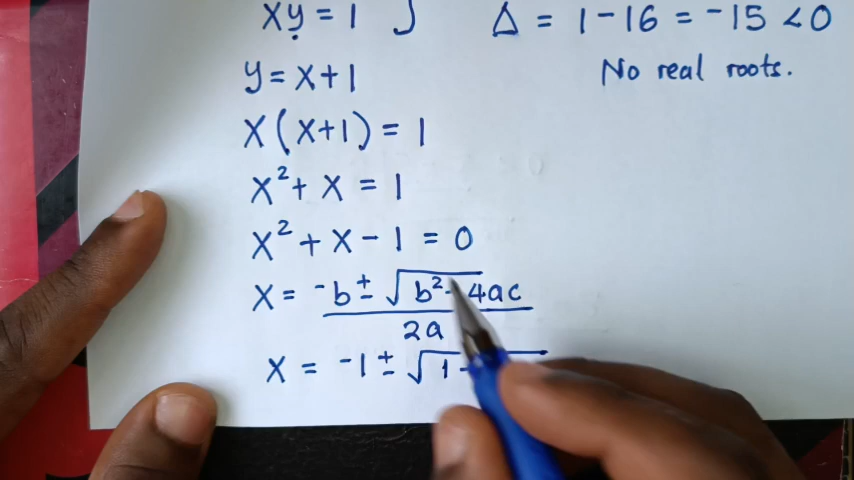 xy = 1 } Δ = 1 - 16 = -15 < 0
y = x + 1 No real roots.
x(x+1) = 1
x² + x = 1
x² + x - 1 = 0
x = -b ± √b² - 4ac
2a
x = -1 ± √1 -